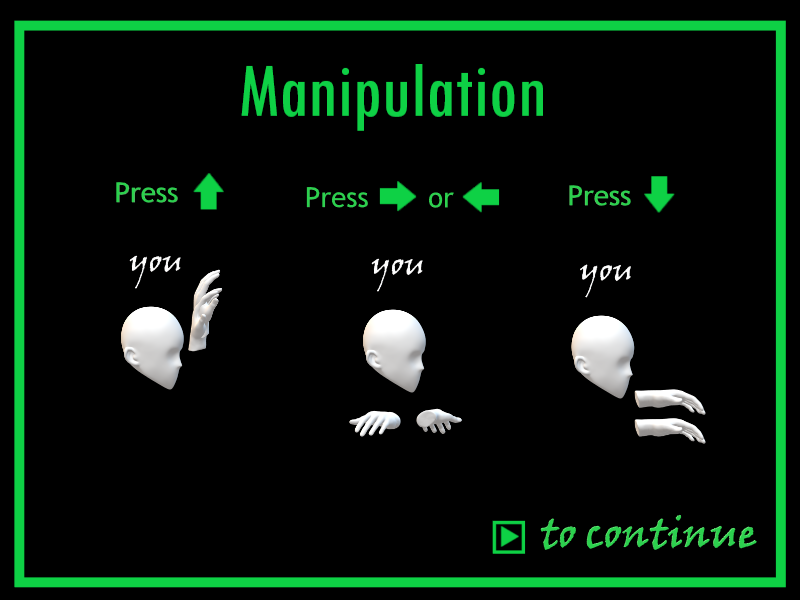 Manipulation
Press
Press or
Press
you
you
you
to continue